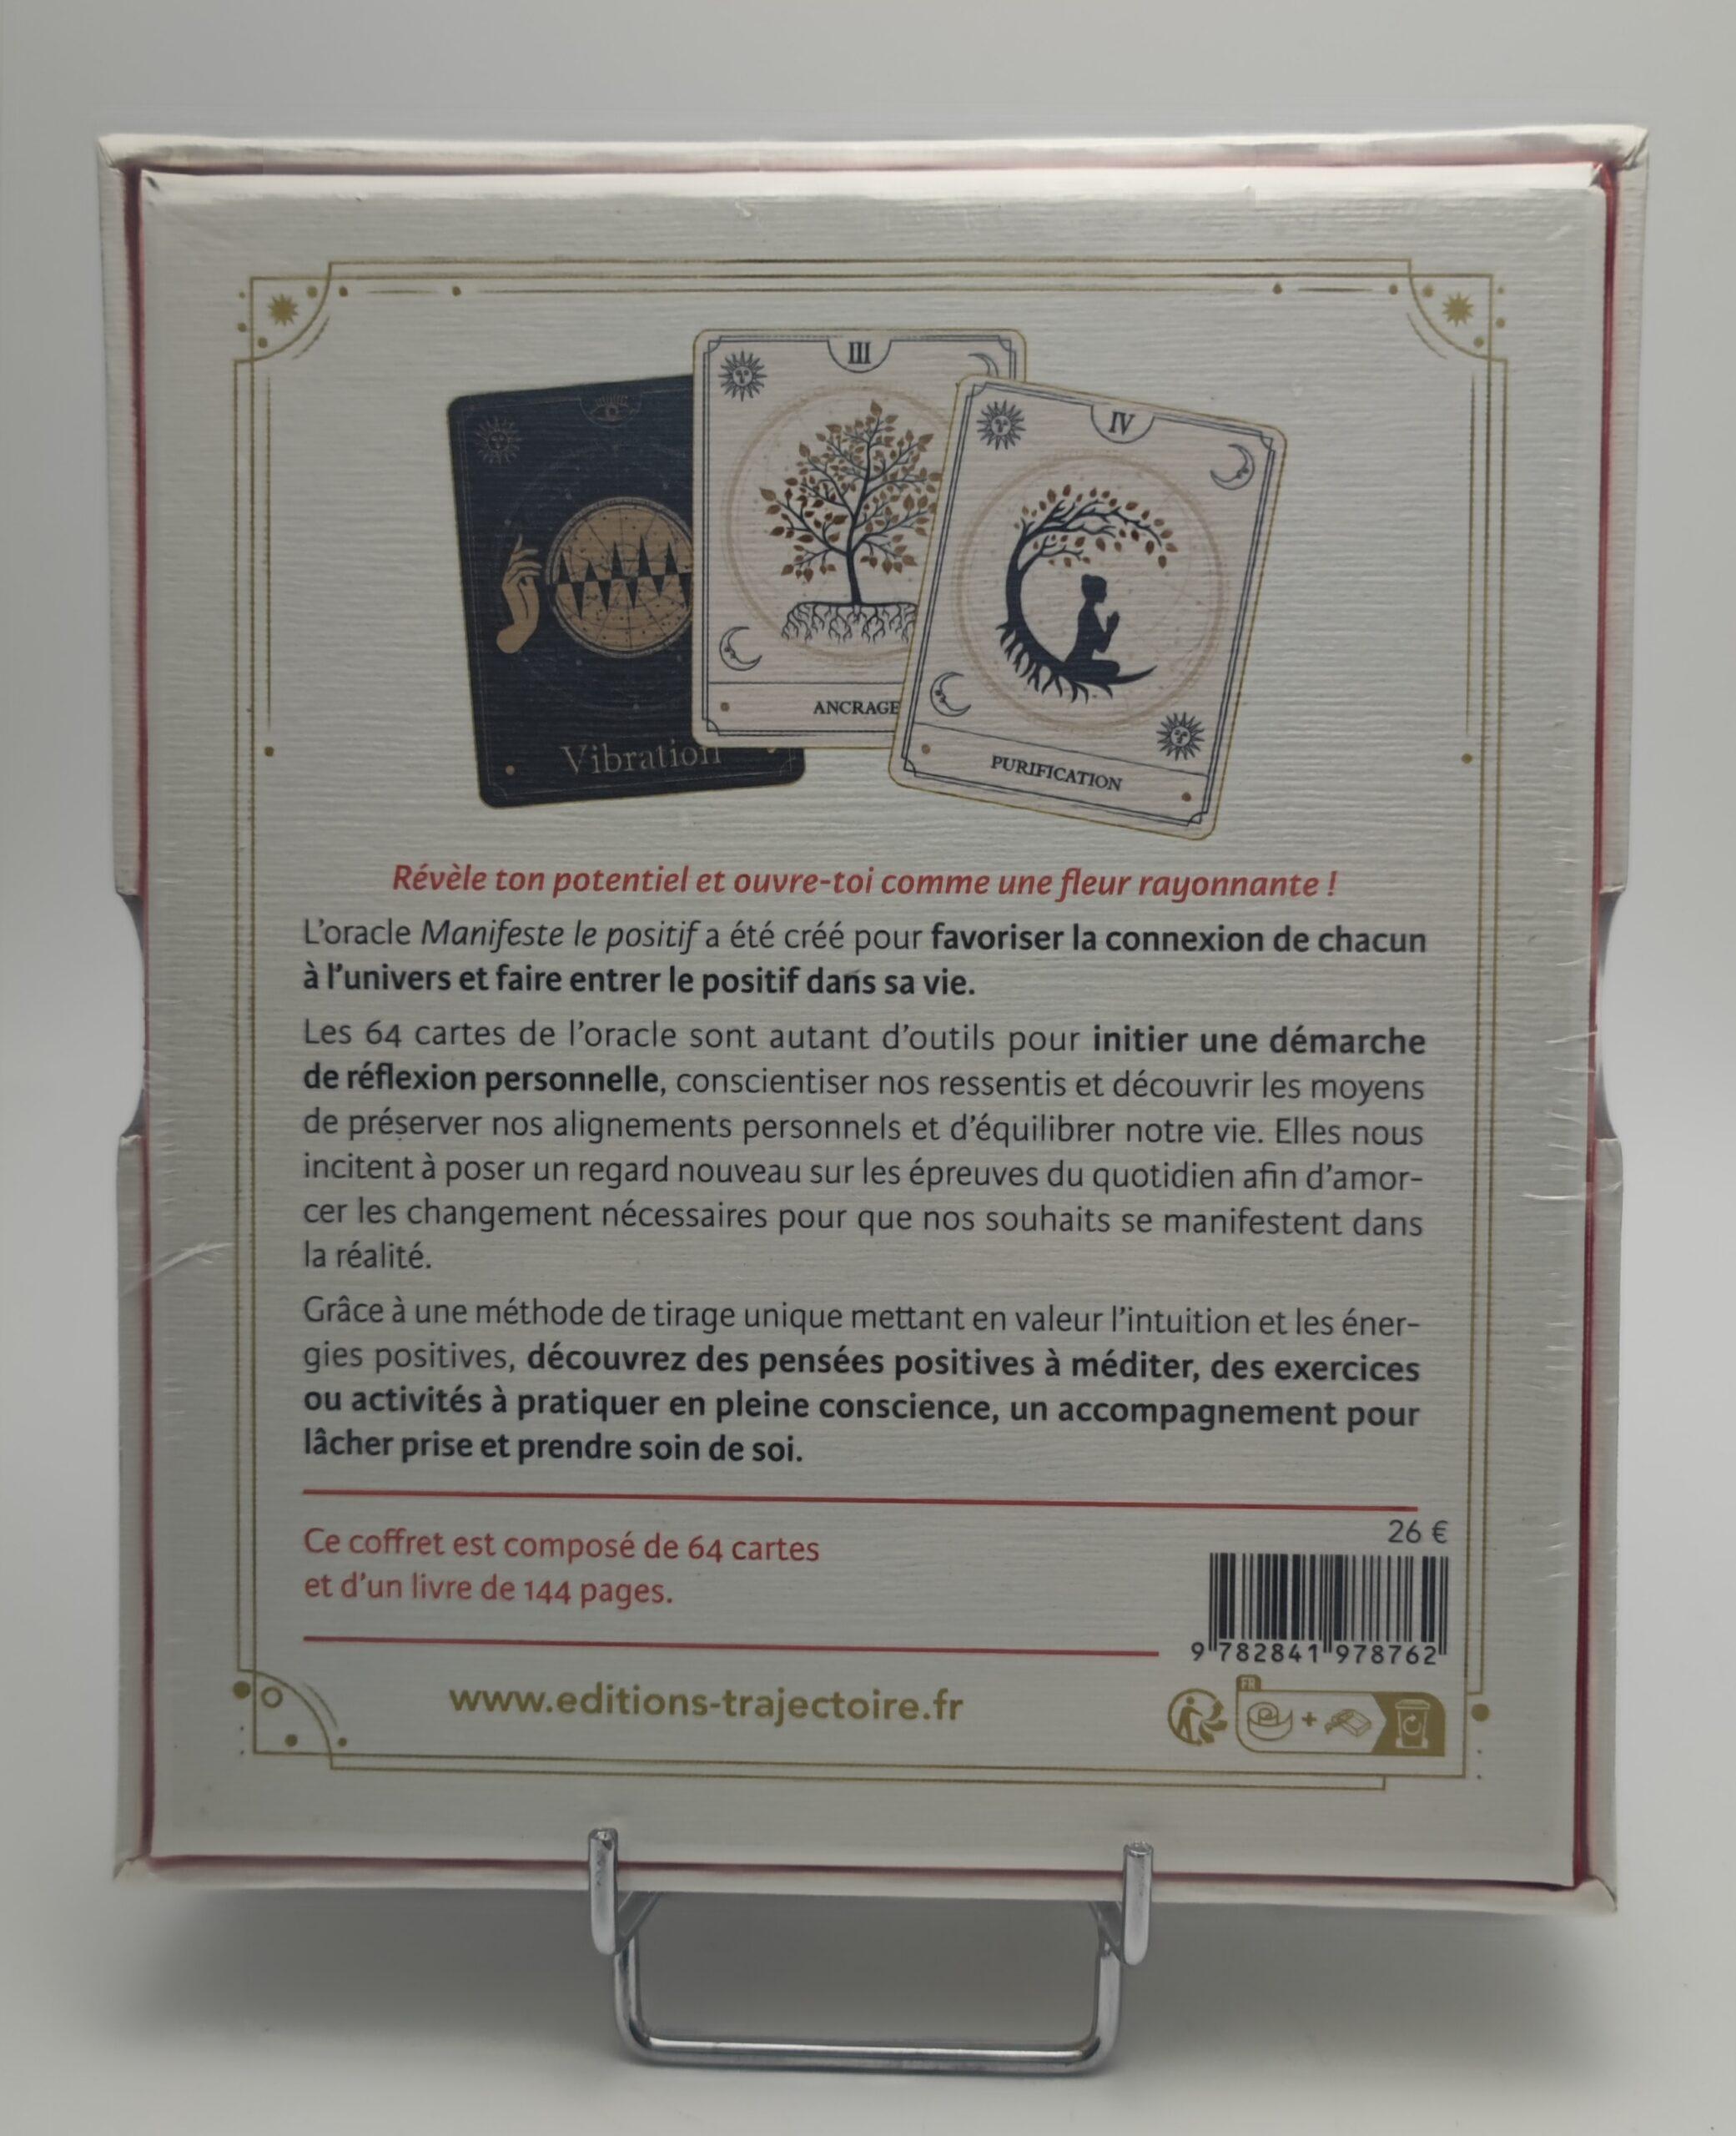 III
IV
ANCRAGE
PURIFICATION
Vibration
Révèle ton potentiel et ouvre-toi comme une fleur rayonnante !
L'oracle Manifeste le positif a été créé pour favoriser la connexion de chacun
à l'univers et faire entrer le positif dans sa vie.
Les 64 cartes de l'oracle sont autant d'outils pour initier une démarche
de réflexion personnelle, conscientiser nos ressentis et découvrir les moyens
de préserver nos alignements personnels et d'équilibrer notre vie. Elles nous
incitent à poser un regard nouveau sur les épreuves du quotidien afin d'amor-
cer les changement nécessaires pour que nos souhaits se manifestent dans
la réalité.
Grâce à une méthode de tirage unique mettant en valeur l'intuition et les éner-
gies positives, découvrez des pensées positives à méditer, des exercices
ou activités à pratiquer en pleine conscience, un accompagnement pour
lâcher prise et prendre soin de soi.
Ce coffret est composé de 64 cartes
et d'un livre de 144 pages.
26 €
9 782841 978762
www.editions-trajectoire.fr
FR
+